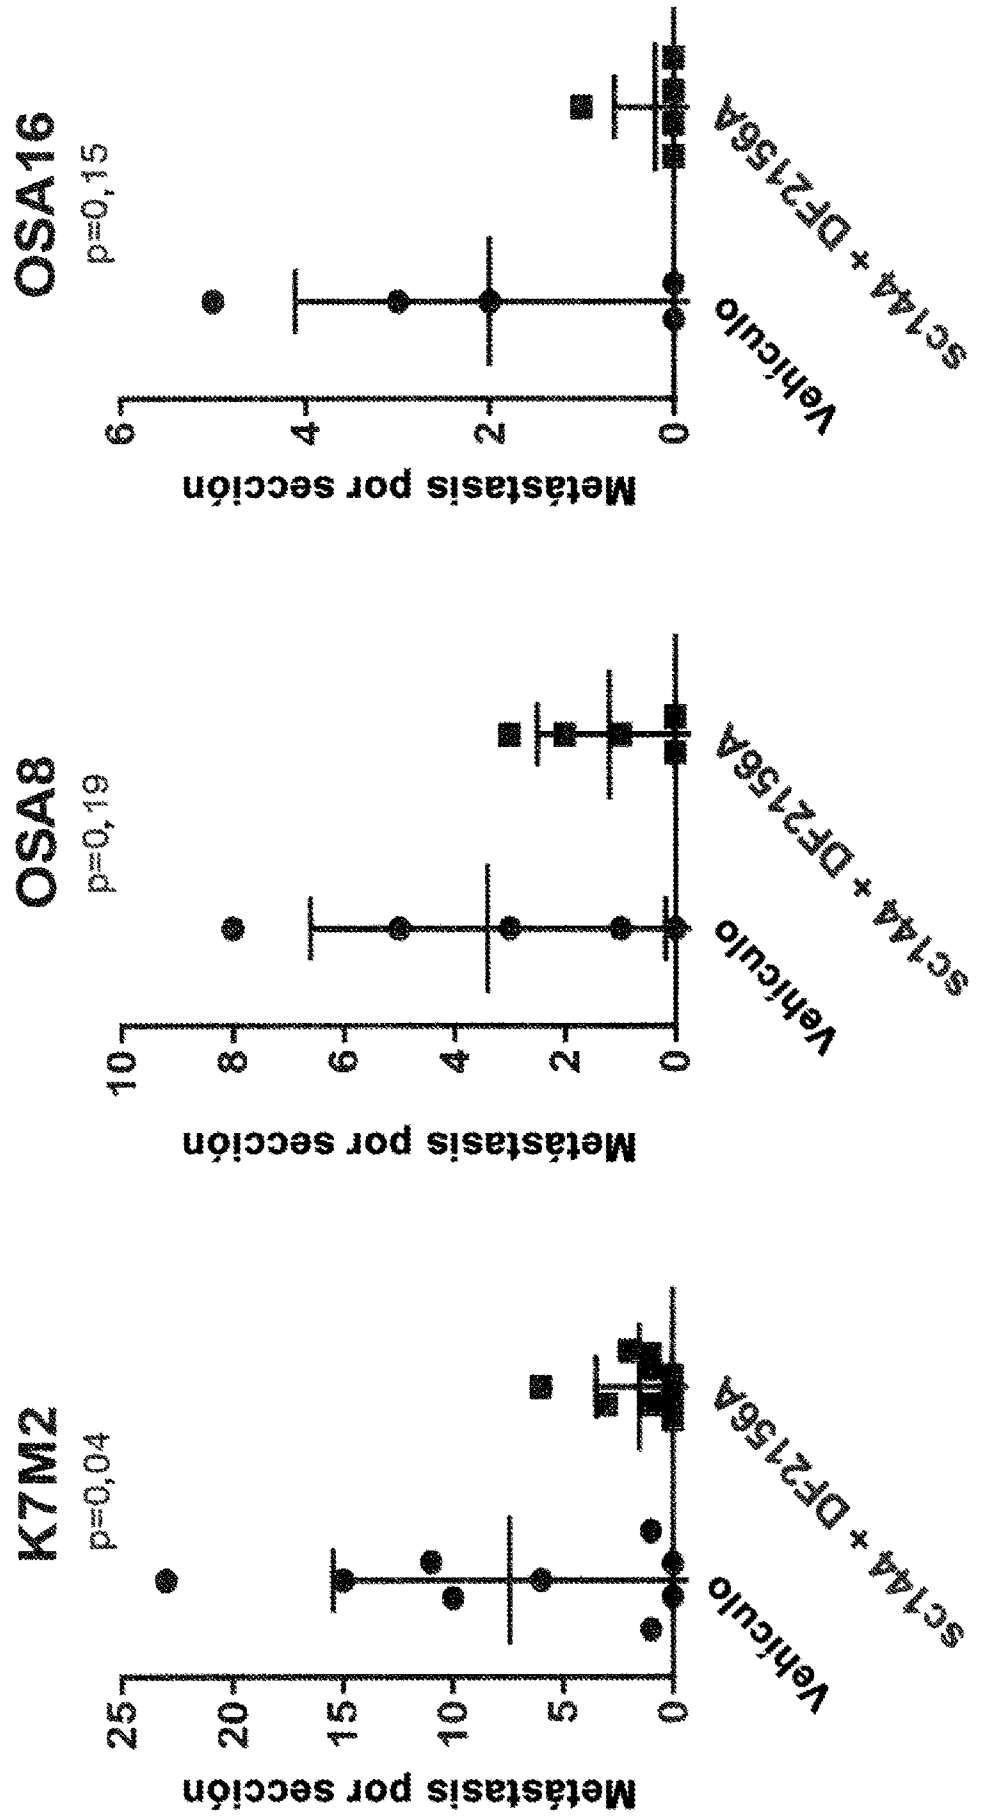 K7M2
p=0,04
Metástasis por sección
25
20
15
10
5
0
Vehículo
sc144 + DF2156A
OSA8
p=0,19
Metástasis por sección
10
8
6
4
2
0
Vehículo
sc144 + DF2156A
OSA16
p=0,15
Metástasis por sección
6
4
2
0
Vehículo
sc144 + DF2156A